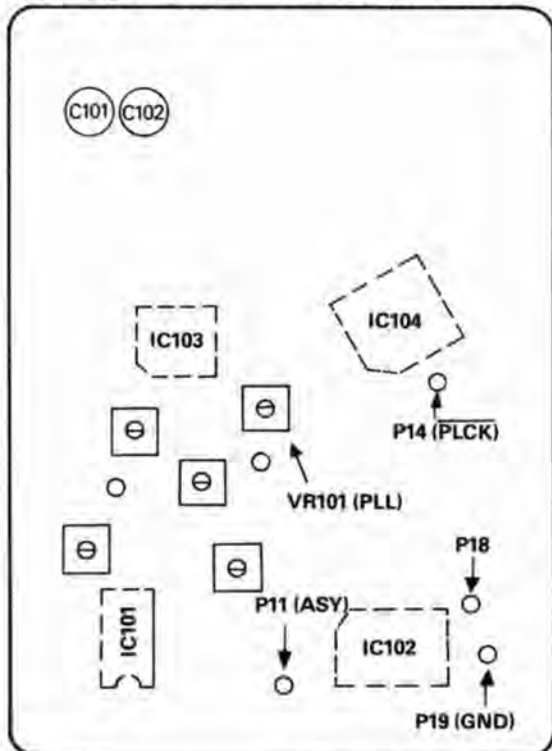 C101 C102
IC104
IC103
P14 (PLCK)
VR101 (PLL)
P18
P11 (ASY)
IC101
IC102
P19 (GND)